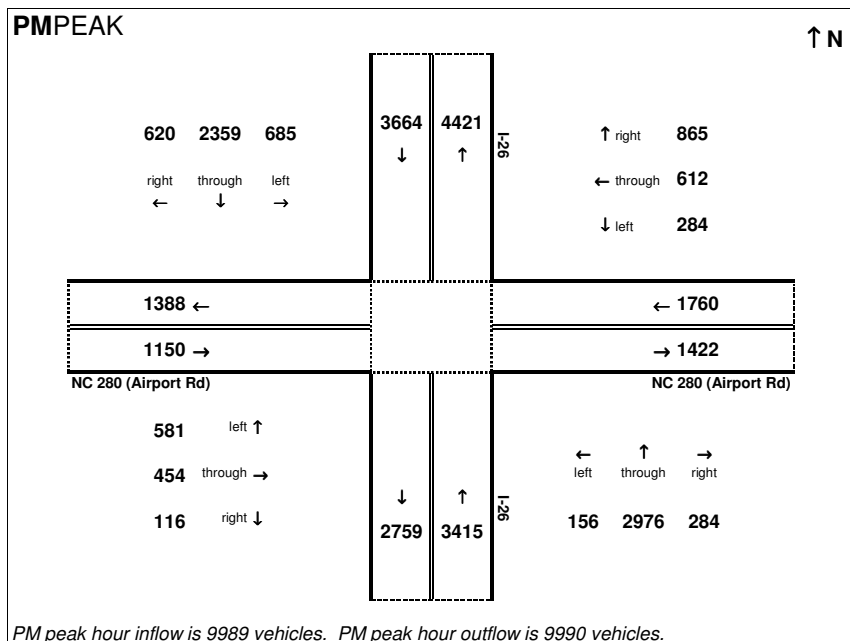 PMPEAK
↑ N
620 2359 685
right through left
← ↓ →
3664 4421
↓ ↑
I-26
↑ right 865
← through 612
↓ left 284
1388 ←
← 1760
1150 →
→ 1422
NC 280 (Airport Rd)
NC 280 (Airport Rd)
581 left ↑
454 through →
116 right ↓
↓ ↑
2759 3415
I-26
← ↑ →
left through right
156 2976 284
PM peak hour inflow is 9989 vehicles. PM peak hour outflow is 9990 vehicles.